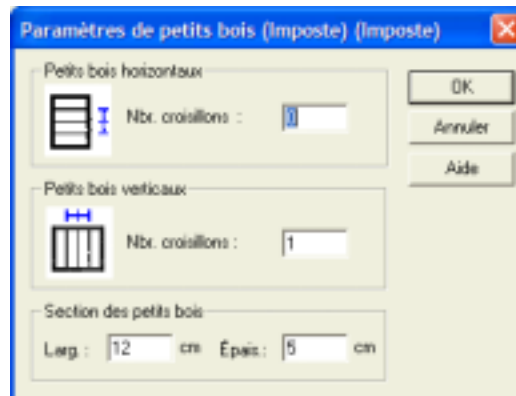 Paramètres de petits bois (Imposte) (Imposte)
Petits bois horizontaux
Nbr. croisillons : 0
OK
Annuler
Aide
Petits bois verticaux
Nbr. croisillons : 1
Section des petits bois
Larg. : 12 cm Épais.: 5 cm